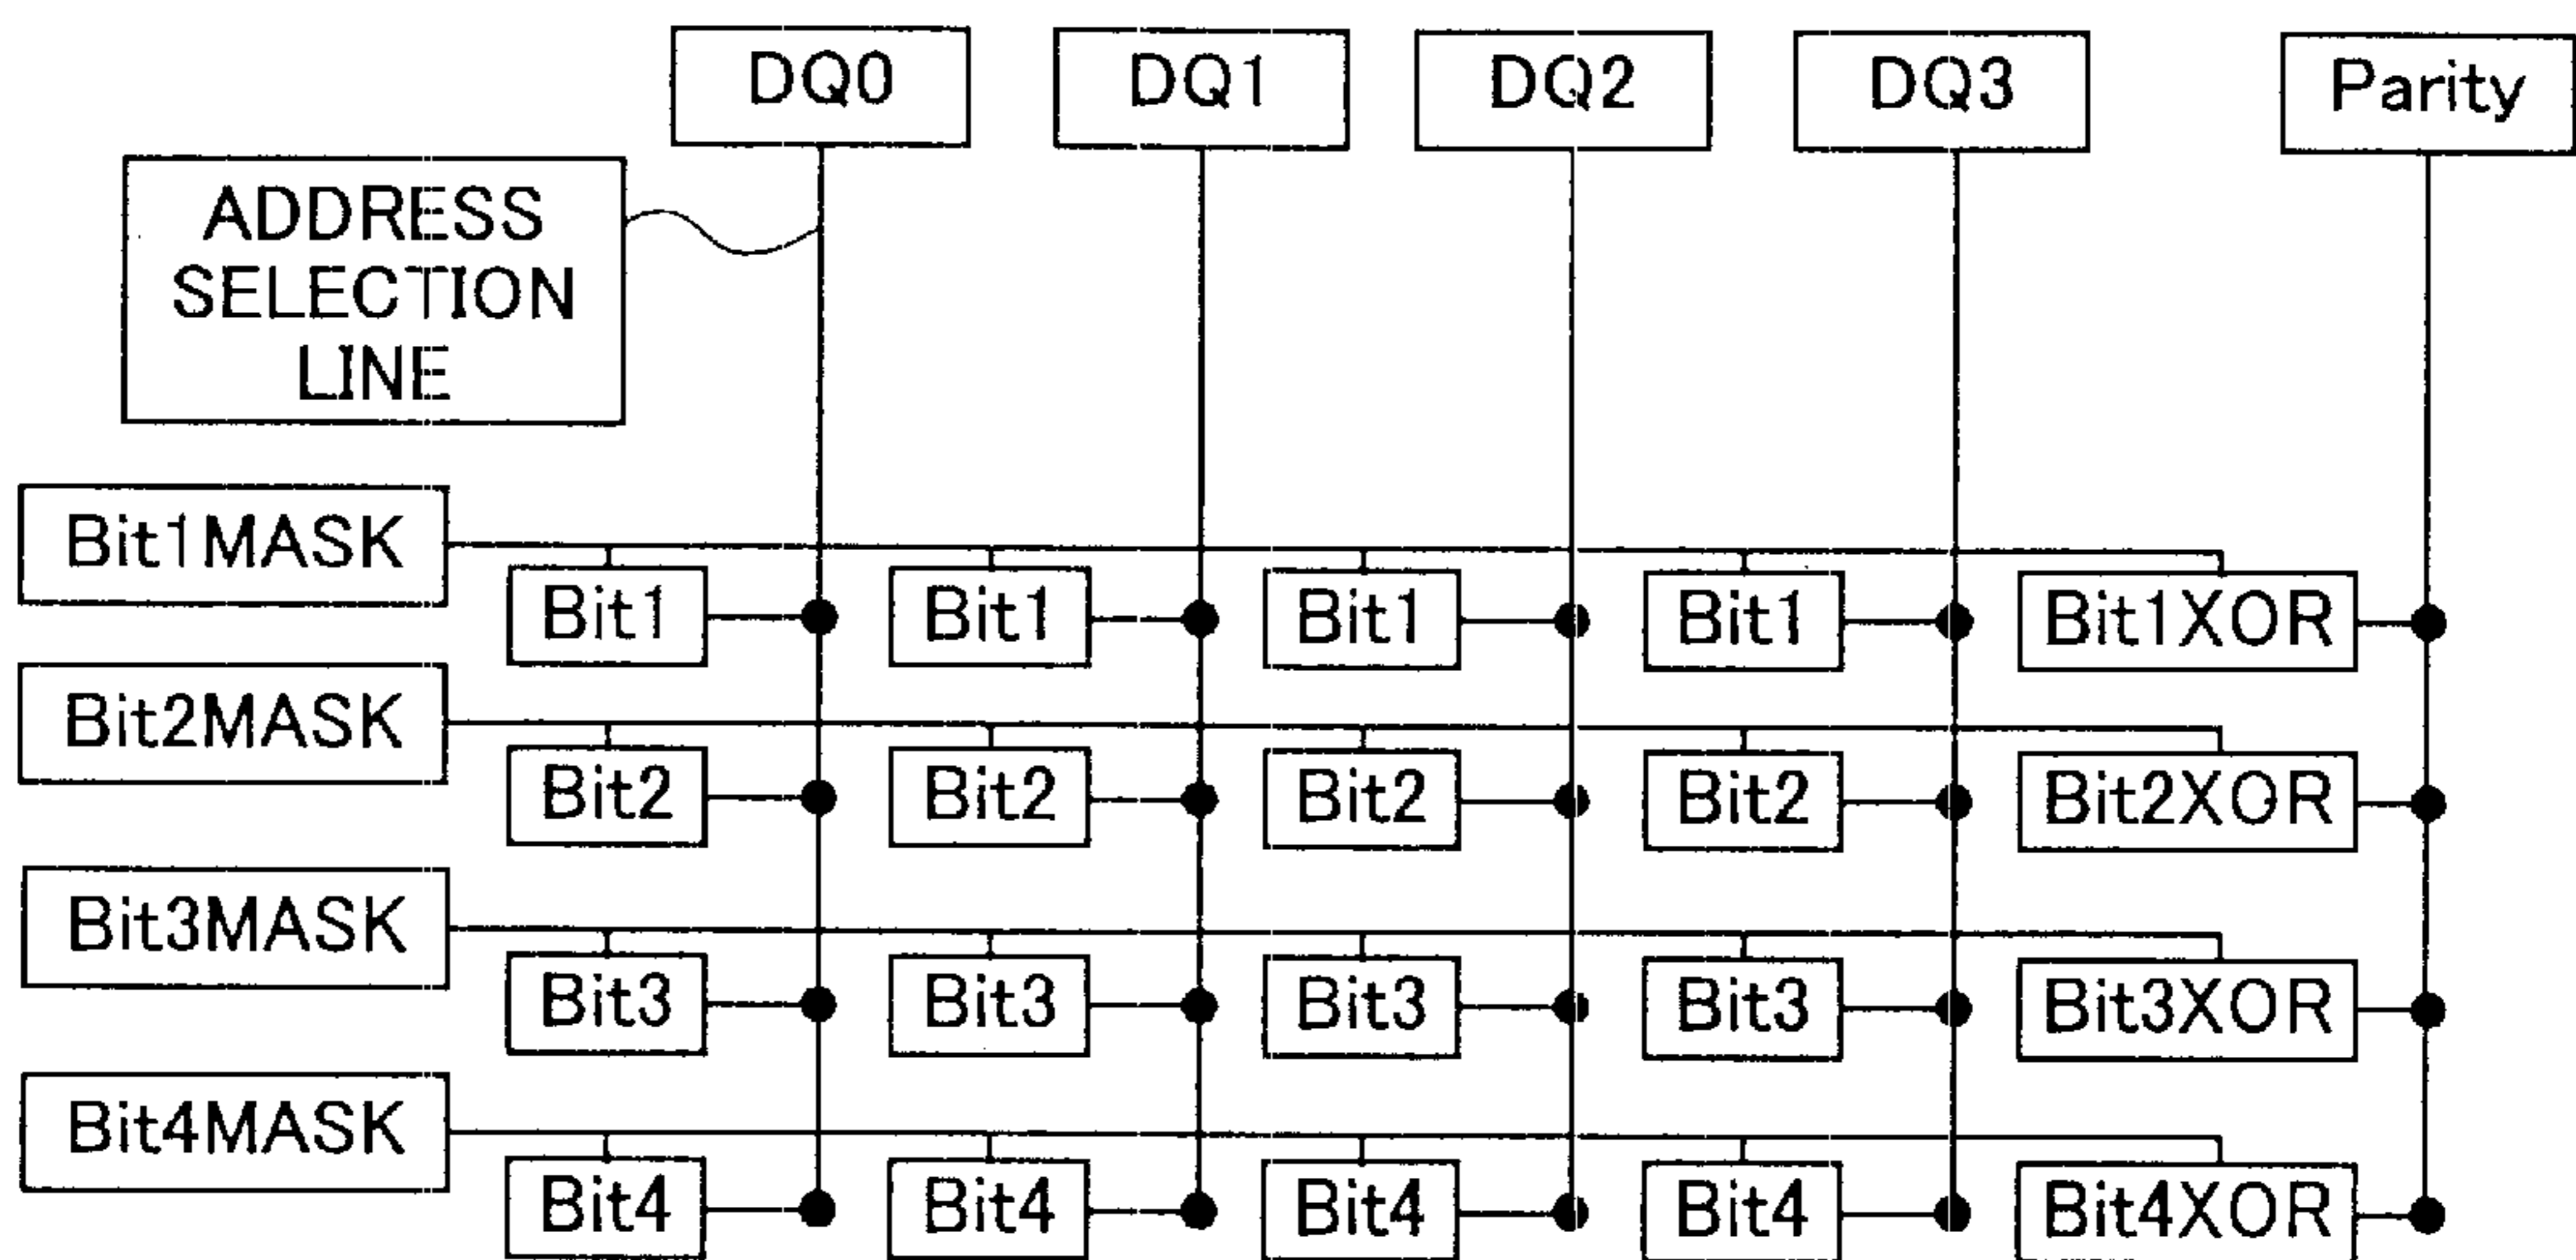 DQ0 DQ1 DQ2 DQ3 Parity
ADDRESS
SELECTION
LINE
Bit1MASK
Bit1 Bit1 Bit1 Bit1 Bit1XOR
Bit2MASK
Bit2 Bit2 Bit2 Bit2 Bit2XOR
Bit3MASK
Bit3 Bit3 Bit3 Bit3 Bit3XOR
Bit4MASK
Bit4 Bit4 Bit4 Bit4 Bit4XOR